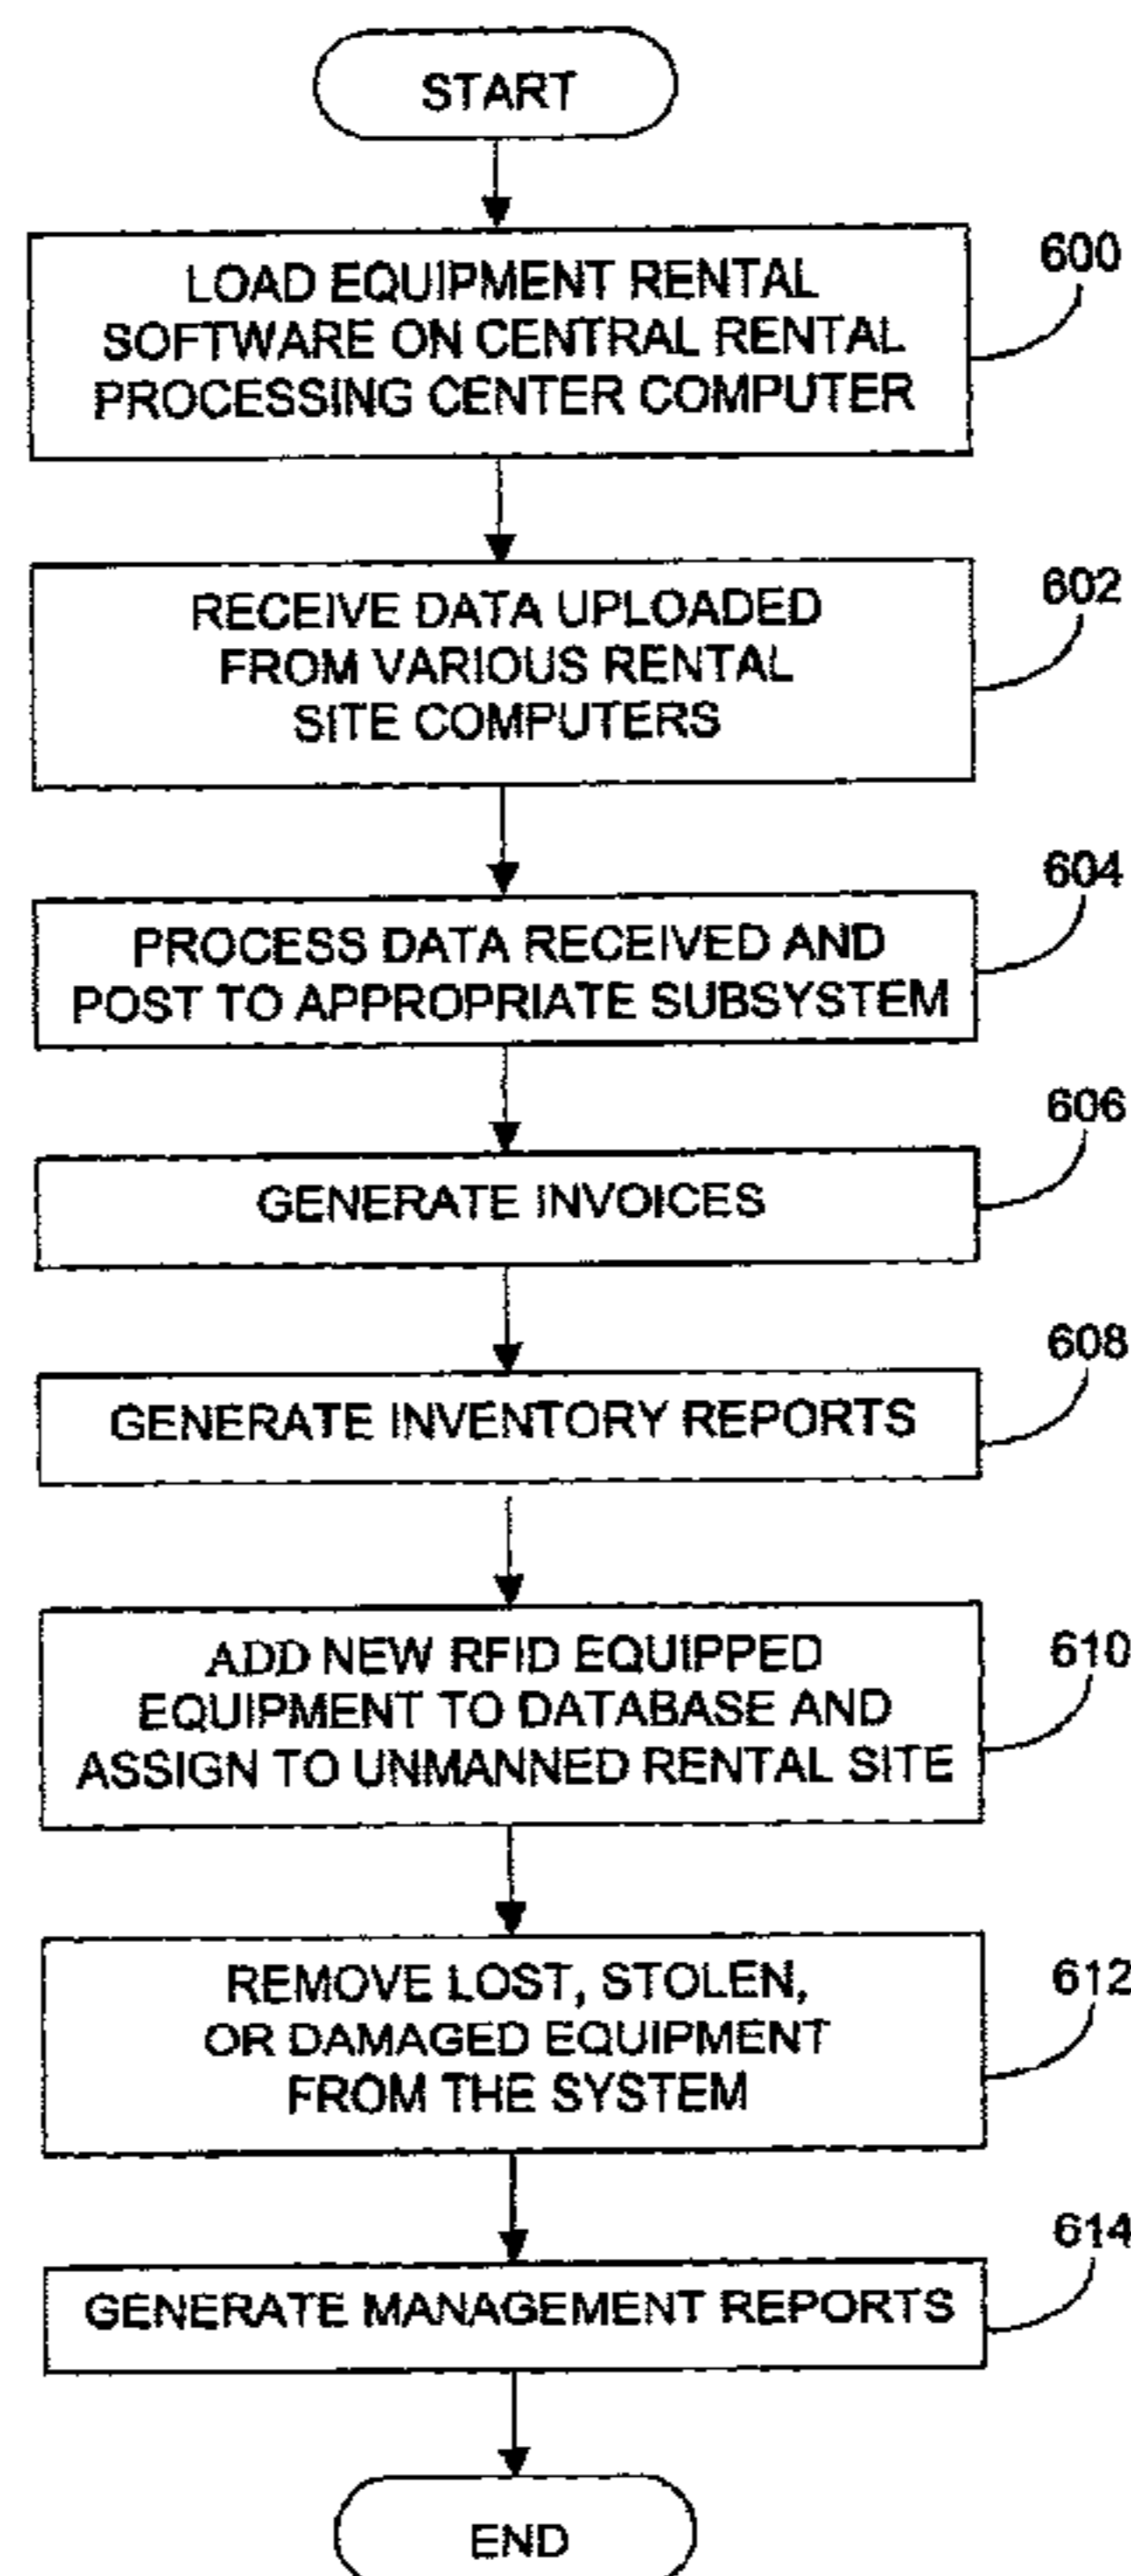 START
600
LOAD EQUIPMENT RENTAL
SOFTWARE ON CENTRAL RENTAL
PROCESSING CENTER COMPUTER
602
RECEIVE DATA UPLOADED
FROM VARIOUS RENTAL
SITE COMPUTERS
604
PROCESS DATA RECEIVED AND
POST TO APPROPRIATE SUBSYSTEM
606
GENERATE INVOICES
608
GENERATE INVENTORY REPORTS
610
ADD NEW RFID EQUIPPED
EQUIPMENT TO DATABASE AND
ASSIGN TO UNMANNED RENTAL SITE
612
REMOVE LOST, STOLEN,
OR DAMAGED EQUIPMENT
FROM THE SYSTEM
614
GENERATE MANAGEMENT REPORTS
END